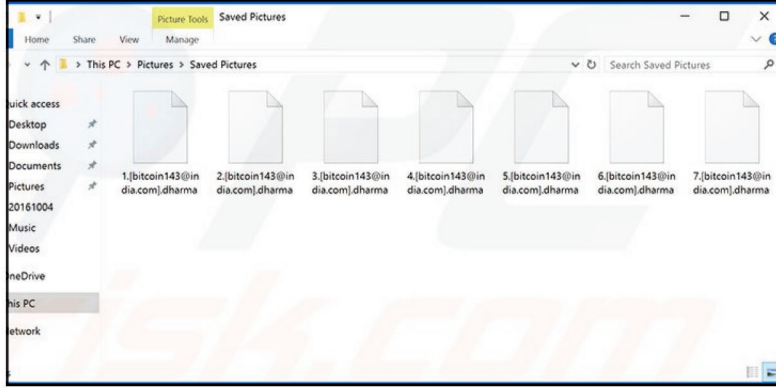 Picture Tools Saved Pictures
Home Share View Manage
This PC > Pictures > Saved Pictures Search Saved Pictures
uick access
Desktop
Downloads
Documents
Pictures
20161004
Music
Videos
neDrive
his PC
etwork
1.[bitcoin143@in
dia.com].dharma
2.[bitcoin143@in
dia.com].dharma
3.[bitcoin143@in
dia.com].dharma
4.[bitcoin143@in
dia.com].dharma
5.[bitcoin143@in
dia.com].dharma
6.[bitcoin143@in
dia.com].dharma
7.[bitcoin143@in
dia.com].dharma
PC
isk.com